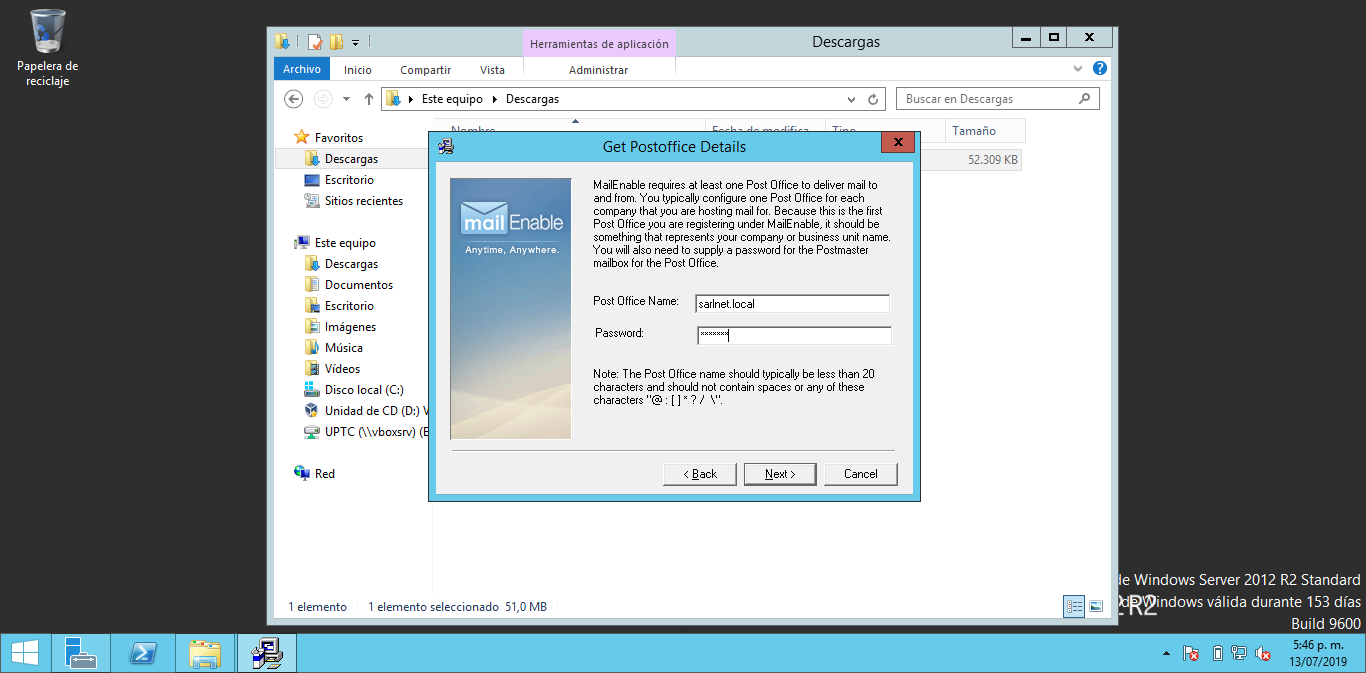 Papelera de
reciclaje
Herramientas de aplicación
Descargas
Archivo
Inicio
Compartir
Vista
Administrar
Este equipo
Descargas
Buscar en Descargas
Nombre
Fecha de modifica
Tipo
Tamaño
52.309 KB
Favoritos
Descargas
Escritorio
Sitios recientes
Este equipo
Descargas
Documentos
Escritorio
Imágenes
Música
Vídeos
Disco local (C:)
Unidad de CD (D:) V
UPTC (\\vboxsrv) (E
Red
Get Postoffice Details
mail Enable
Anytime, Anywhere.
MailEnable requires at least one Post Office to deliver mail to
and from. You typically configure one Post Office for each
company that you are hosting mail for. Because this is the first
Post Office you are registering under MailEnable, it should be
something that represents your company or business unit name.
You will also need to supply a password for the Postmaster
mailbox for the Post Office.
Post Office Name:
sarlnet.local
Password:
×××××××
Note: The Post Office name should typically be less than 20
characters and should not contain spaces or any of these
characters "@ : [ ] * ? / \".
< Back
Next >
Cancel
1 elemento
1 elemento seleccionado 51,0 MB
de Windows Server 2012 R2 Standard
de Windows válida durante 153 días
Build 9600
R2
5:46 p. m.
13/07/2019